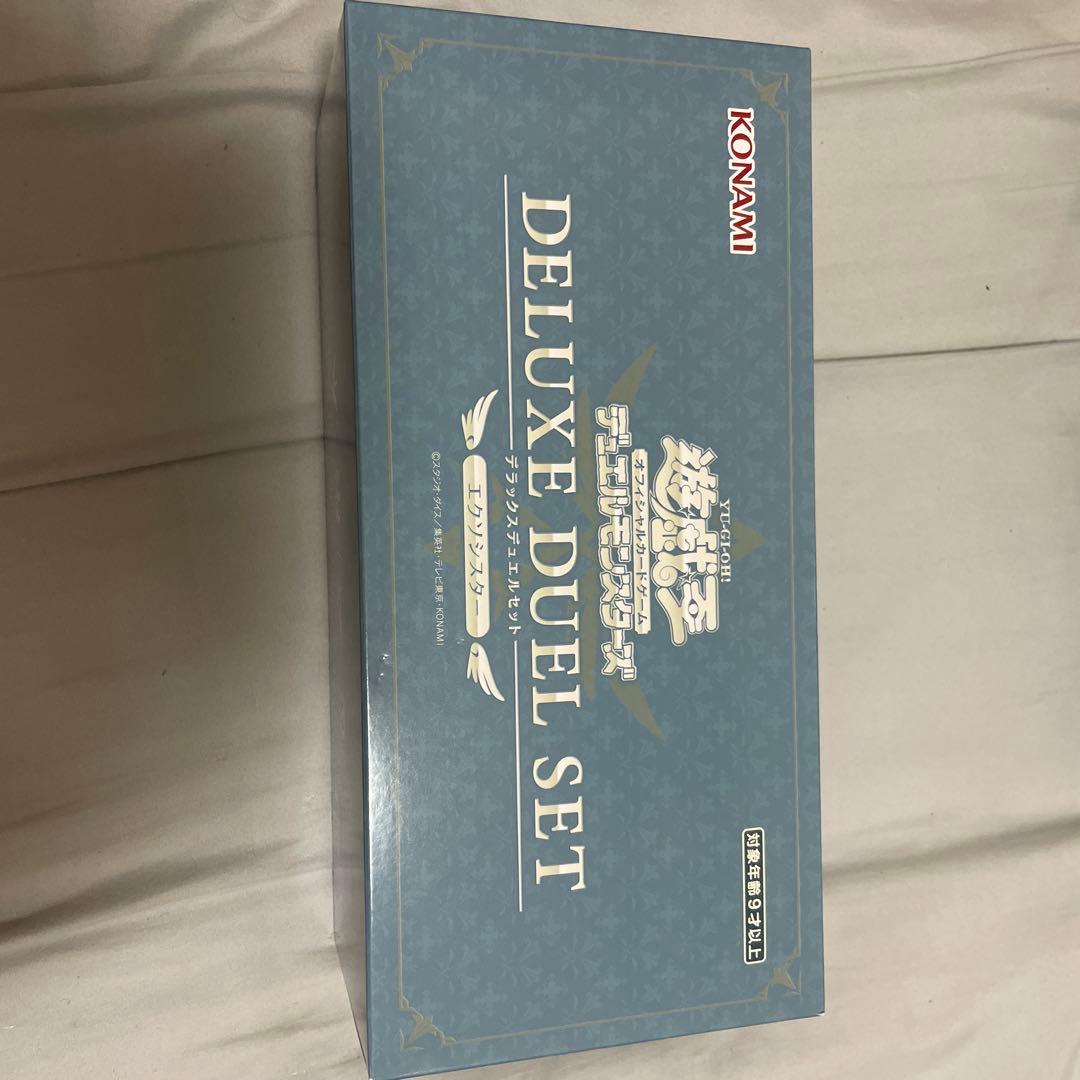 KONAMI
YU-GI-OH!
遊戯王
オフィシャルカードゲーム
デュエルモンスターズ
DELUXE DUEL SET
デラックスデュエルセット
エクソシスター
©スタジオ・ダイス／集英社・テレビ東京・KONAMI
対象年齢9才以上